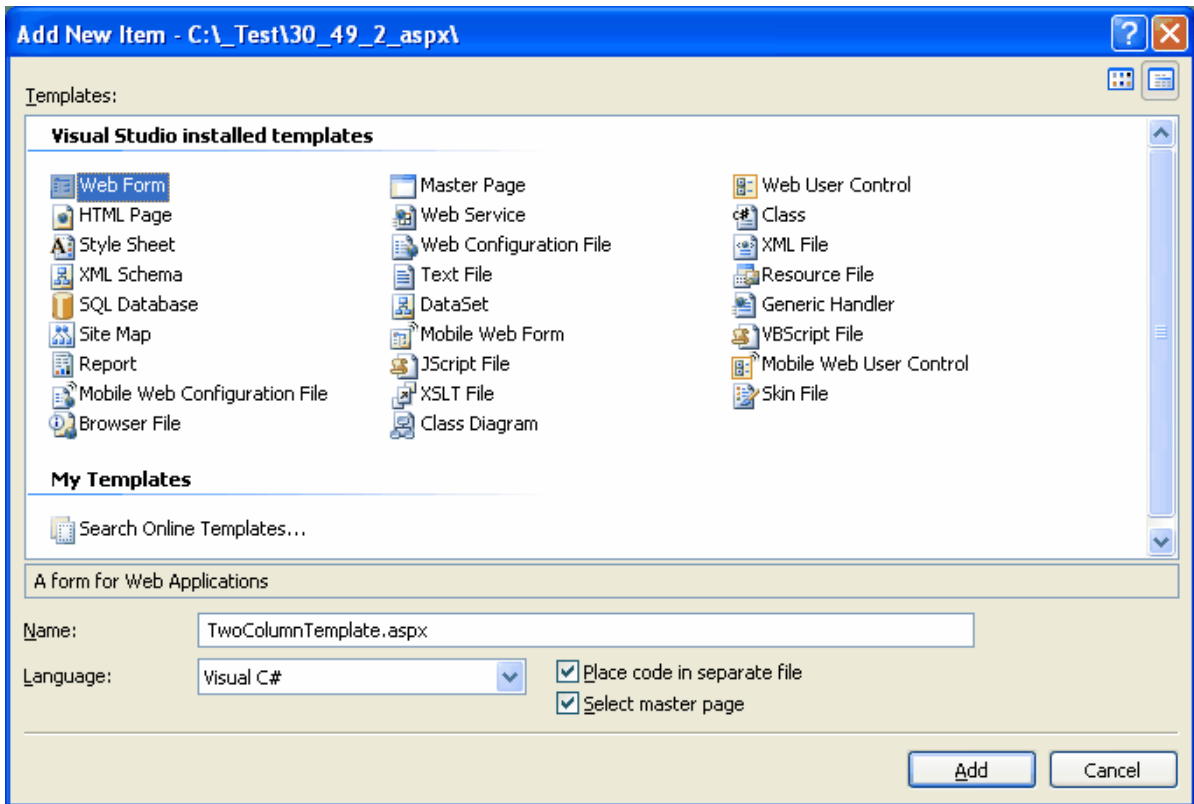 Add New Item - C:\_Test\30_49_2_aspx\
Templates:
Visual Studio installed templates
Web Form Master Page Web User Control
HTML Page Web Service Class
Style Sheet Web Configuration File XML File
XML Schema Text File Resource File
SQL Database DataSet Generic Handler
Site Map Mobile Web Form VBScript File
Report JScript File Mobile Web User Control
Mobile Web Configuration File XSLT File Skin File
Browser File Class Diagram
My Templates
Search Online Templates...
A form for Web Applications
Name: TwoColumnTemplate.aspx
Language: Visual C# Place code in separate file
Select master page
Add Cancel